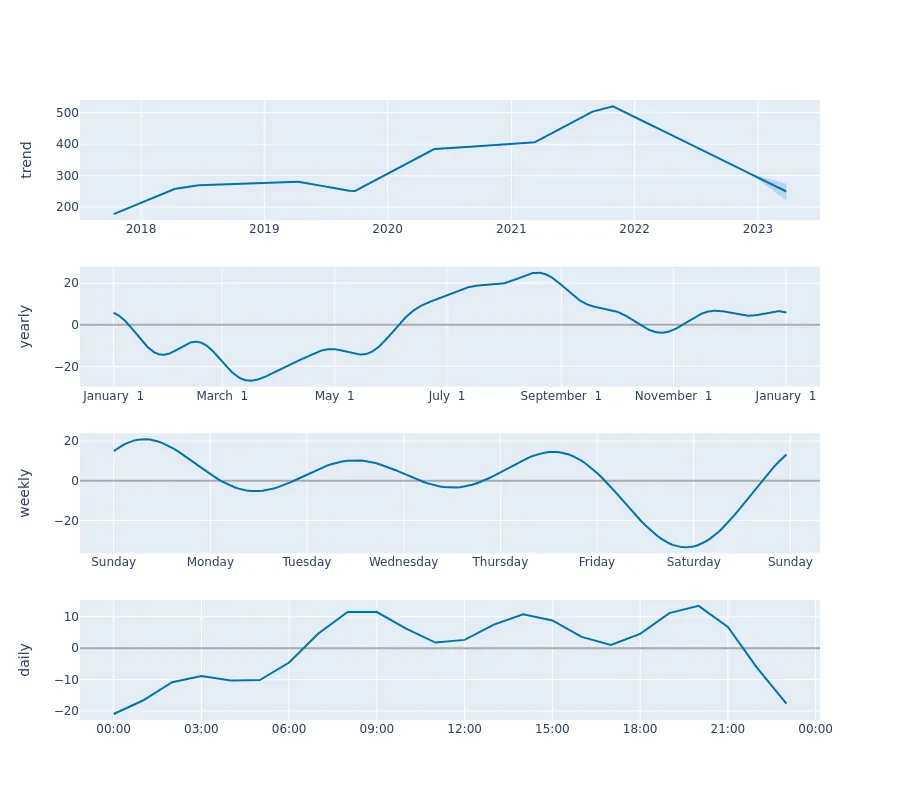 trend
500
400
300
200
2018 2019 2020 2021 2022 2023
yearly
20
0
−20
January 1 March 1 May 1 July 1 September 1 November 1 January 1
weekly
20
0
−20
Sunday Monday Tuesday Wednesday Thursday Friday Saturday Sunday
daily
10
0
−10
−20
00:00 03:00 06:00 09:00 12:00 15:00 18:00 21:00 00:00